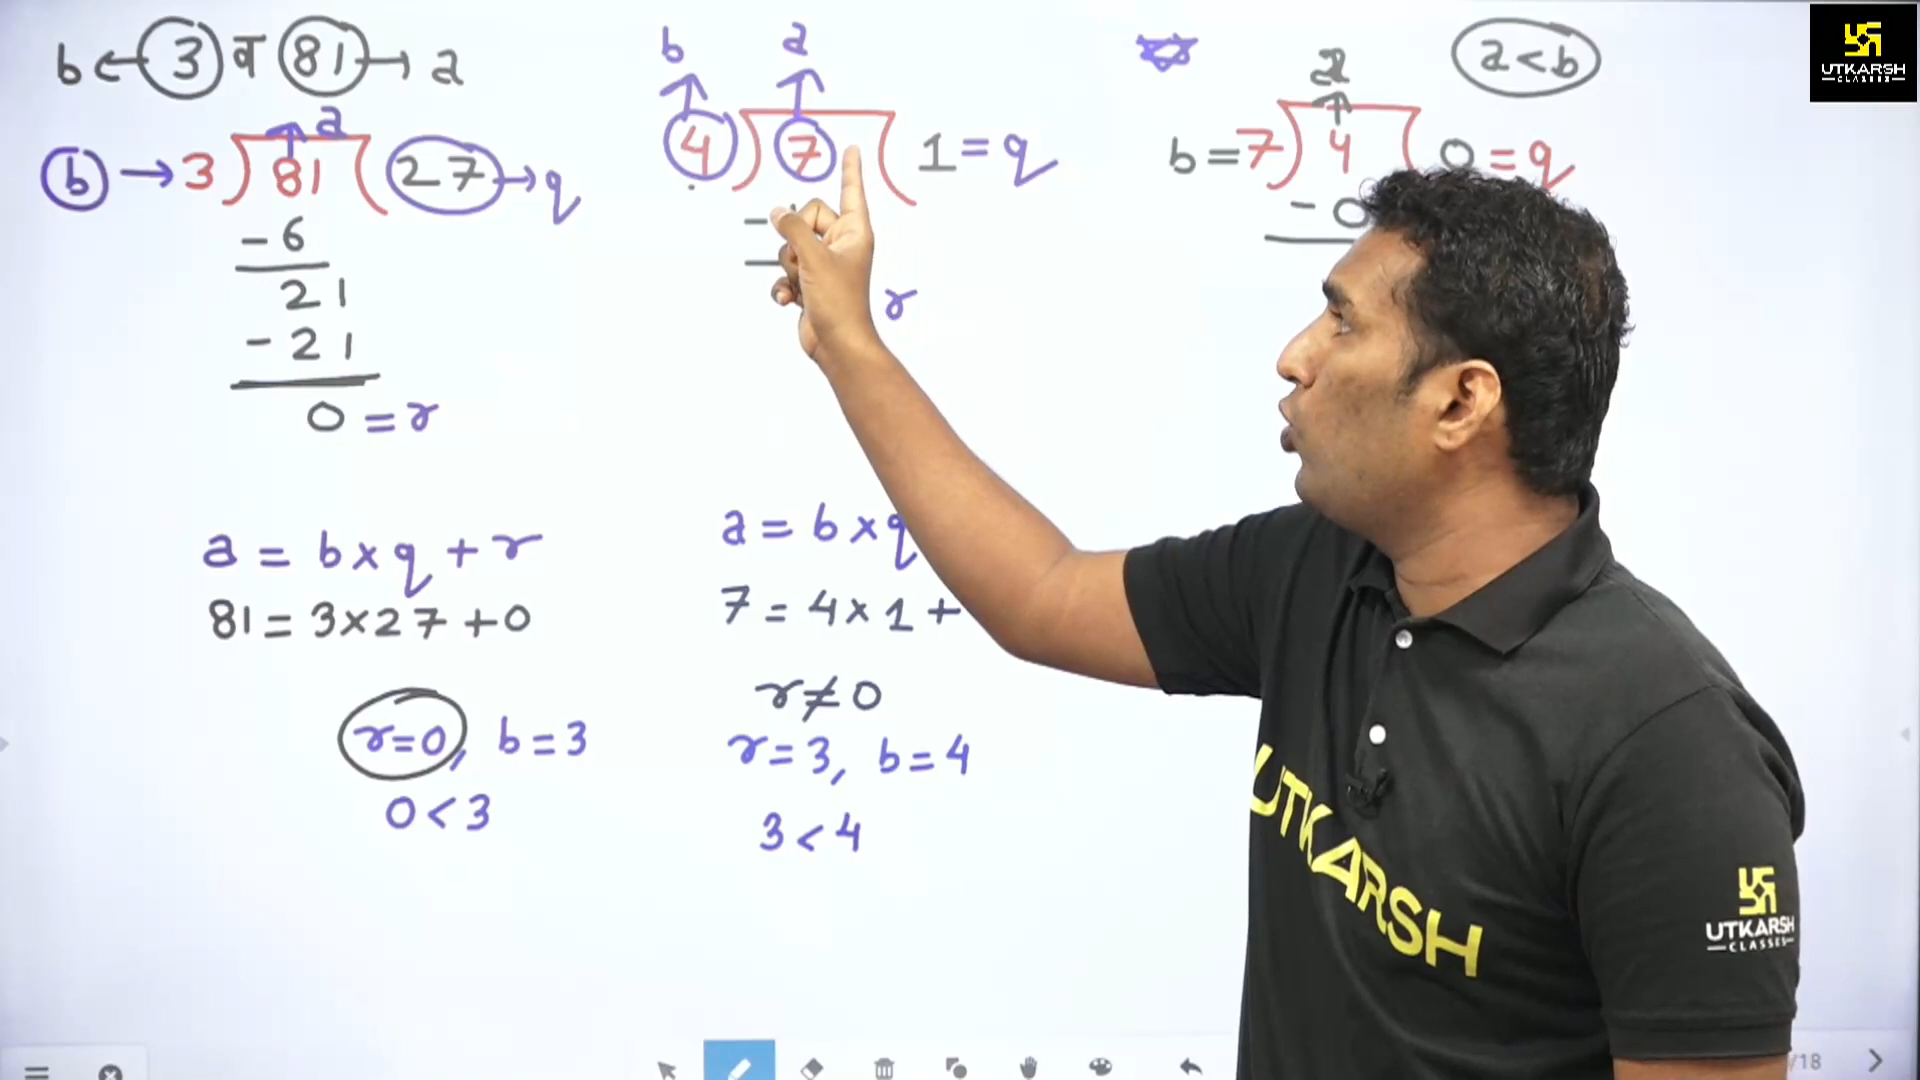 b ← 3 व 81 → a
a
b → 3 ) 81 ( 27 → q
- 6
21
- 21
0 = r
a = b × q + r
81 = 3 × 27 + 0
r = 0, b = 3
0 < 3
b a
4 ) 7 ( 1 = q
-
r
a = b × q
7 = 4 × 1 +
r ≠ 0
r = 3, b = 4
3 < 4
a < b
a
b = 7 ) 4 ( 0 = q
- 0
UTKARSH
CLASSES
UTKARSH
UTKARSH
CLASSES
/18